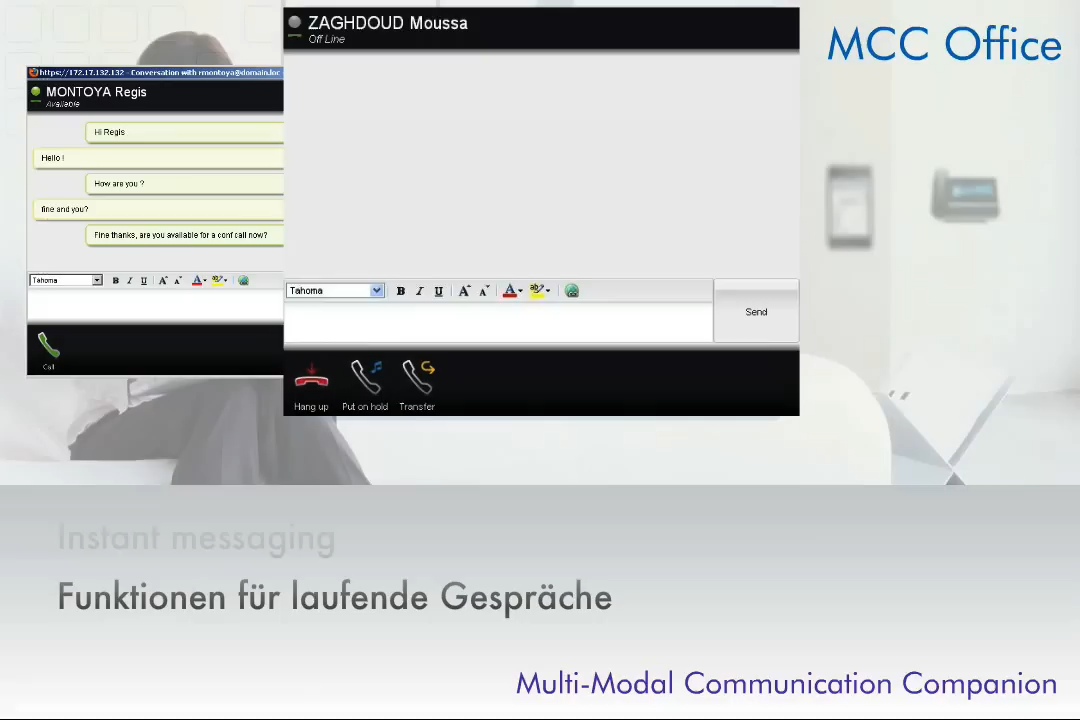 MCC Office
ZAGHDOUD Moussa
Off Line
https://172.17.132.132 - Conversation with rmontoya@domain.loc
MONTOYA Regis
Available
Hi Regis
Hello !
How are you ?
fine and you?
Fine thanks, are you available for a conf call now?
Tahoma
B I U A A A ab
Call
Tahoma
B I U A A A ab
Send
Hang up
Put on hold
Transfer
Instant messaging
Funktionen für laufende Gespräche
Multi-Modal Communication Companion